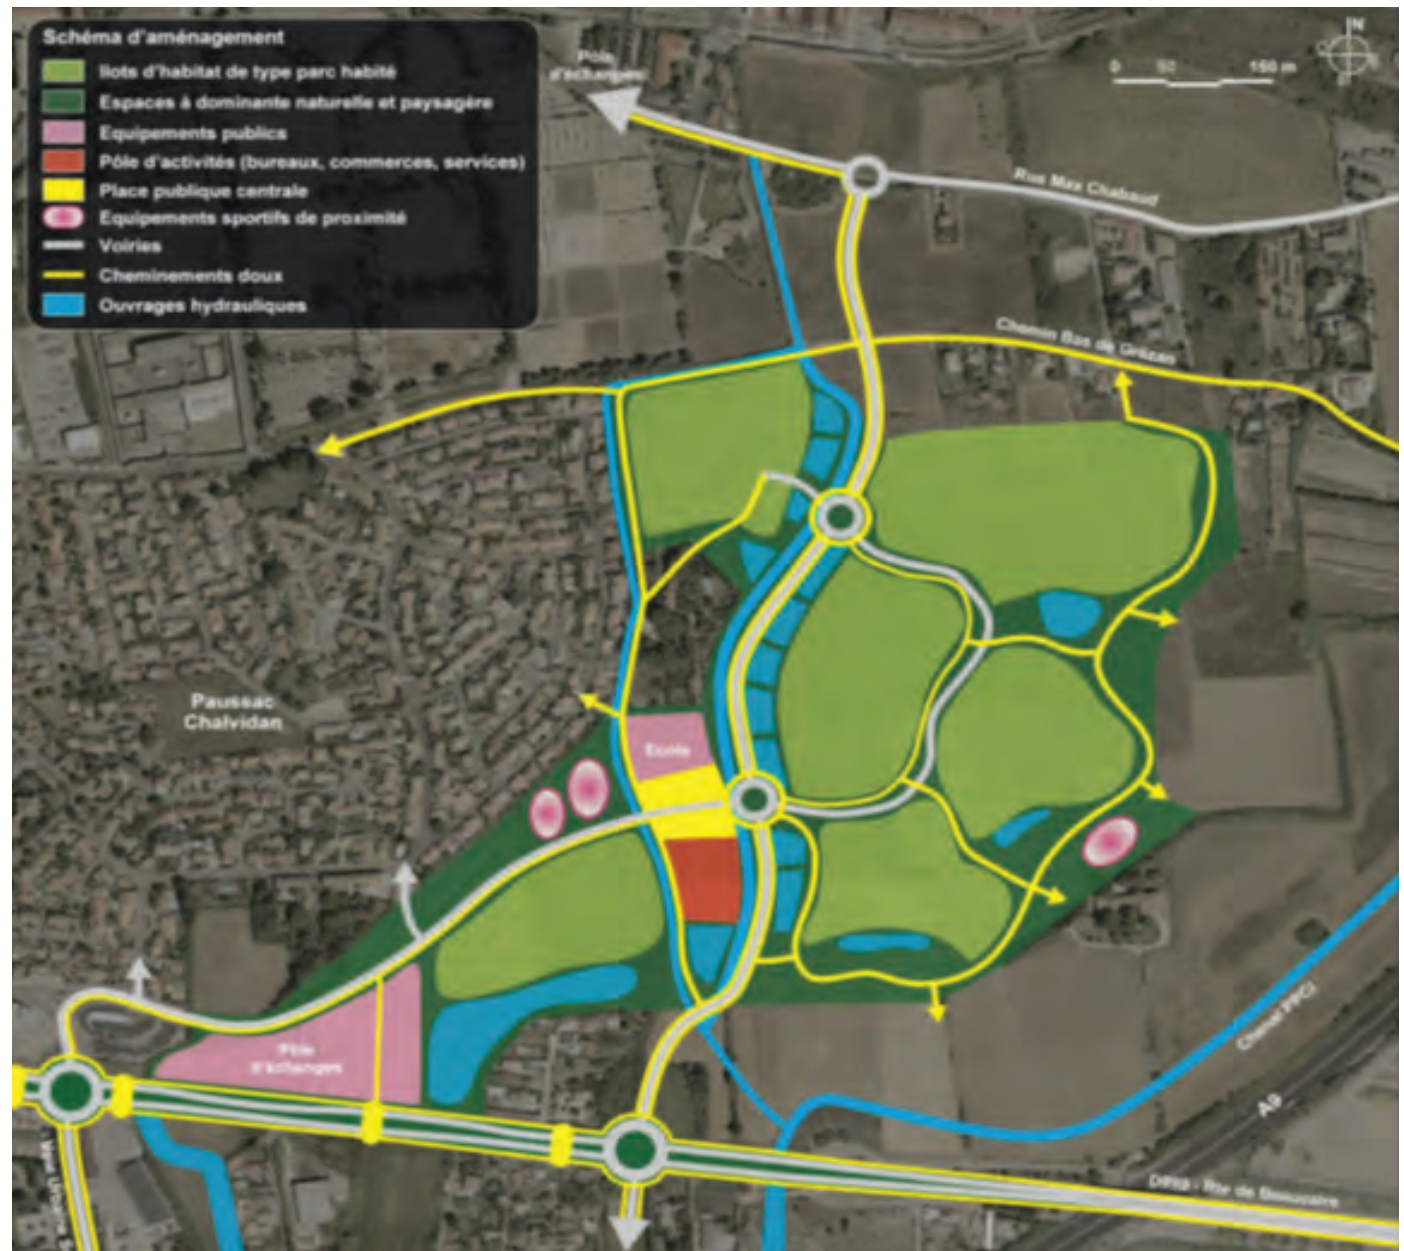 Schéma d'aménagement
Ilots d'habitat de type parc habité
Espaces à dominante naturelle et paysagère
Equipements publics
Pôle d'activités (bureaux, commerces, services)
Place publique centrale
Equipements sportifs de proximité
Voiries
Cheminements doux
Ouvrages hydrauliques
Pôle
d'échanges
N
0 50 150 m
Rue Max Chabaud
Chemin Bas de Grézan
Paussac
Chalvidan
Ecole
Pôle
d'échanges
Chenal PPCI
A9
Rte de Beaucaire